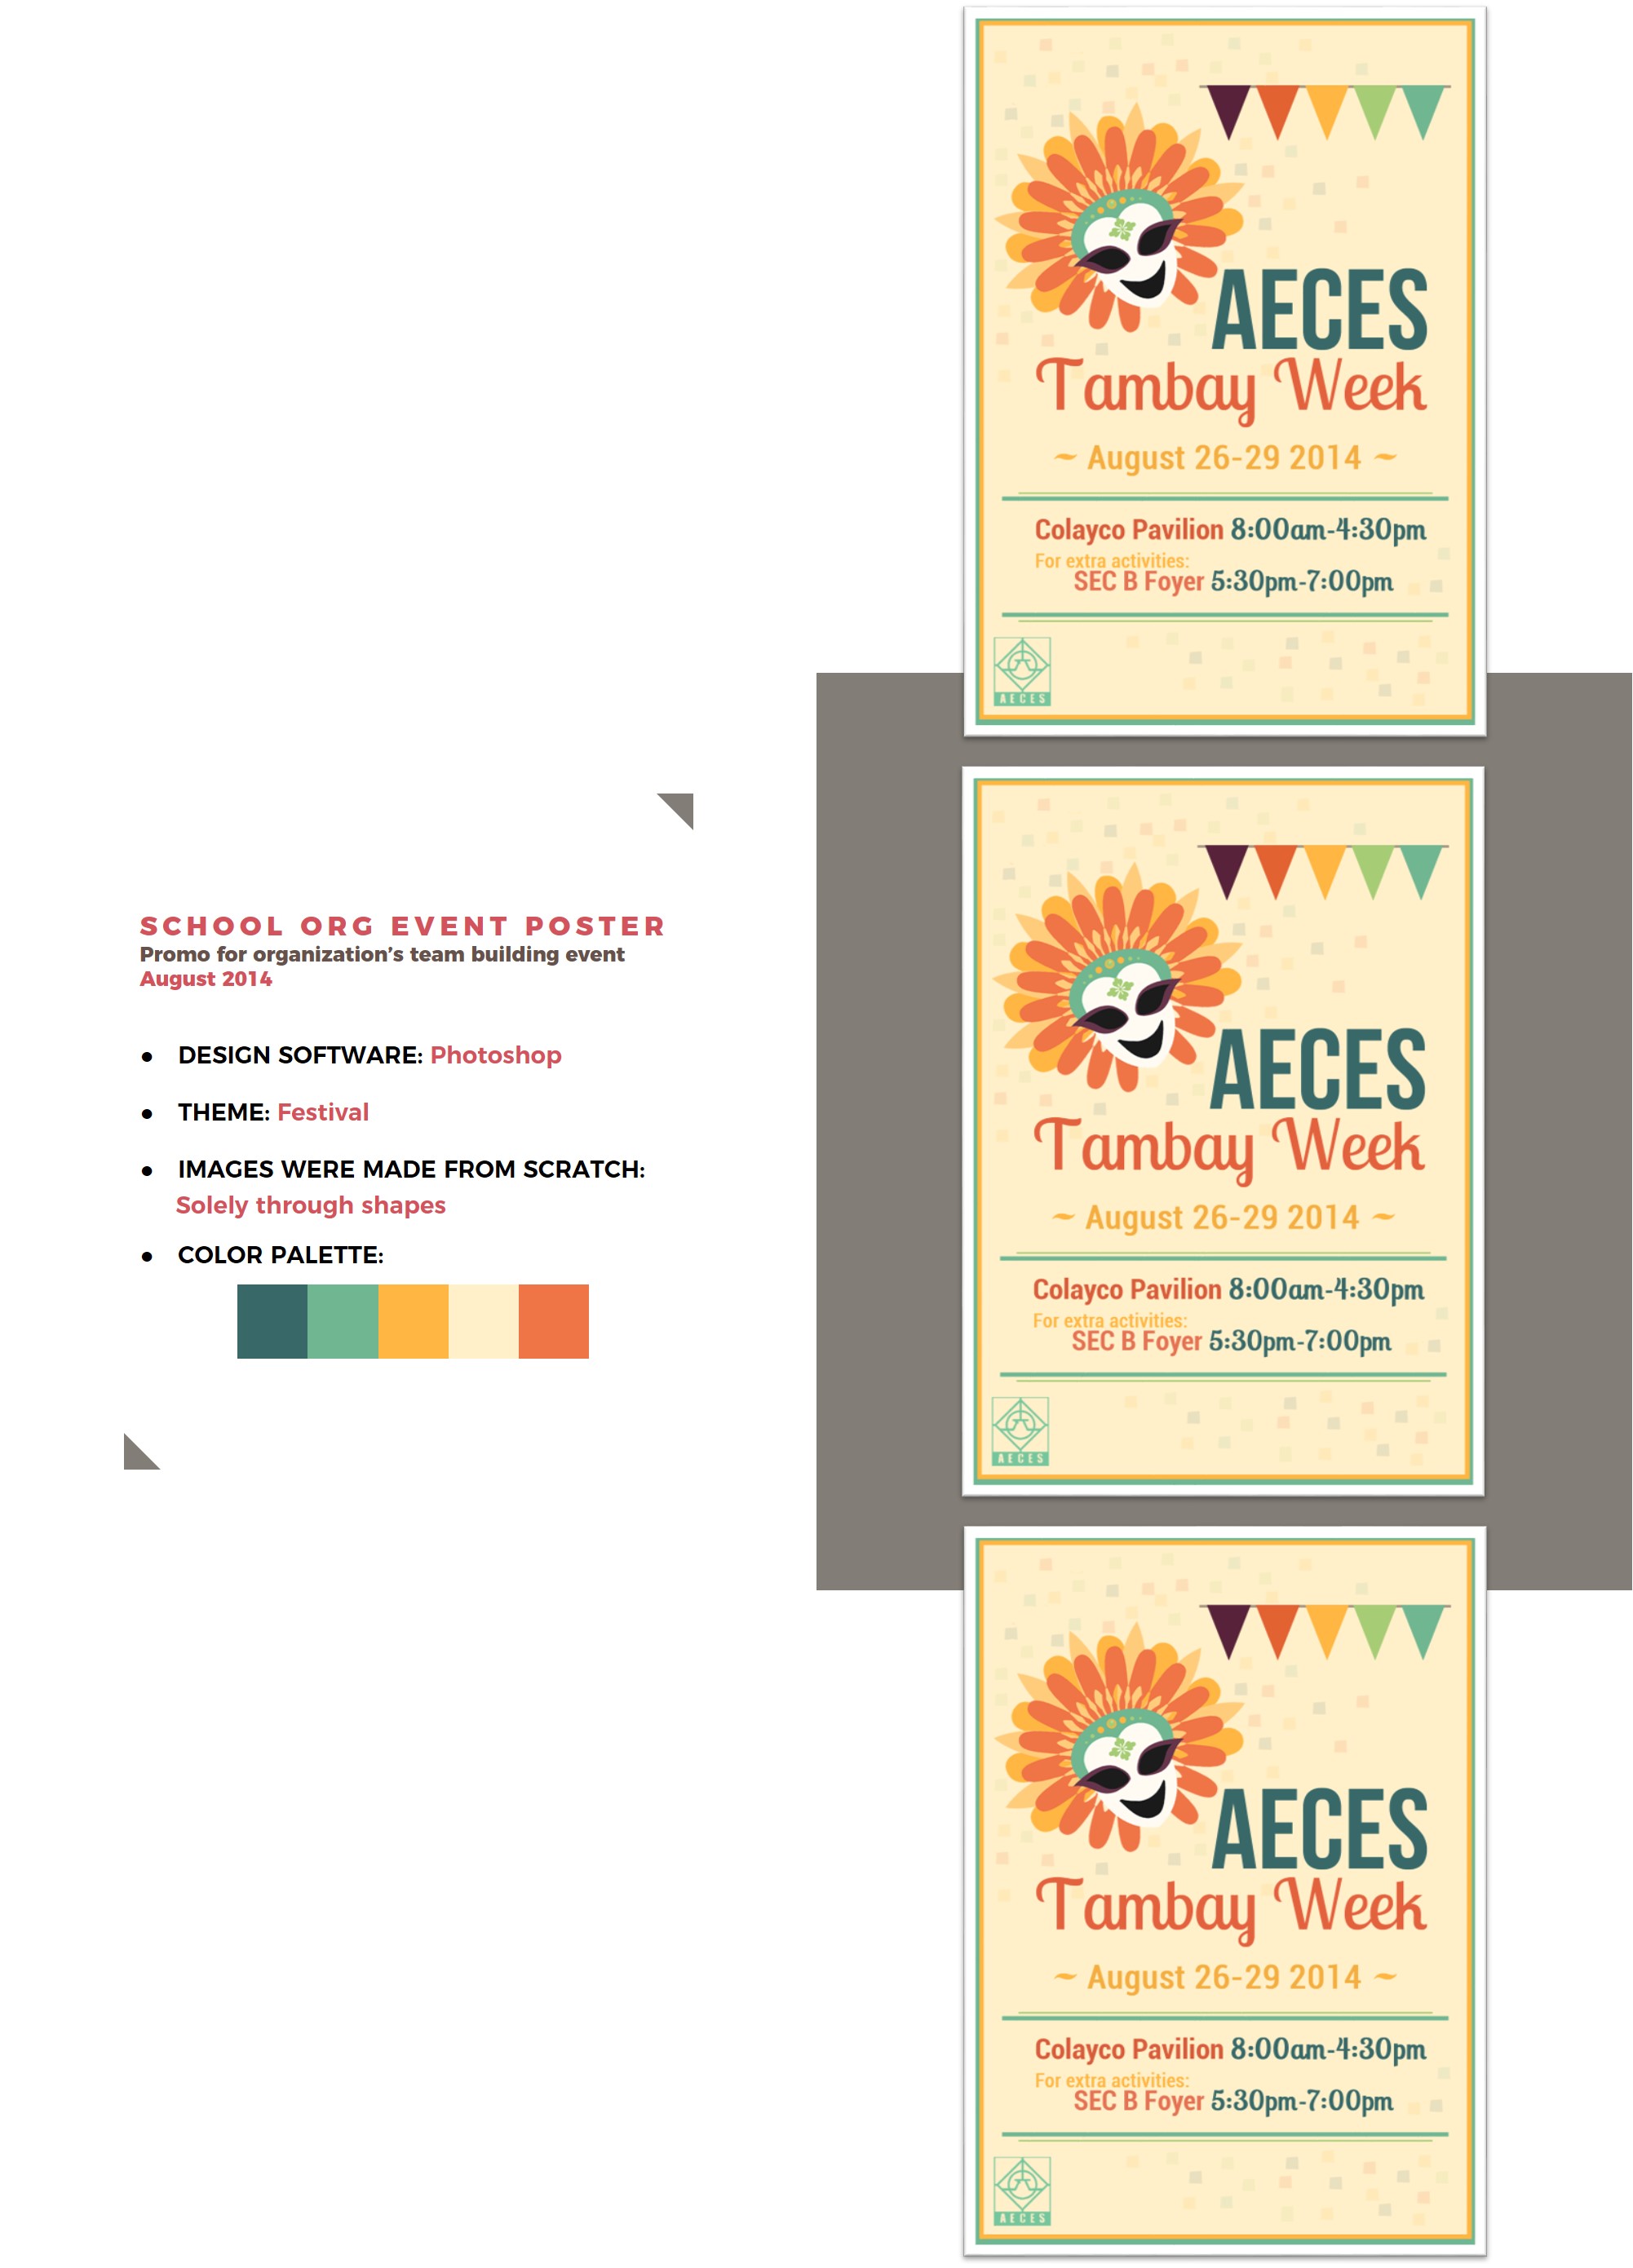 SCHOOL ORG EVENT POSTER
Promo for organization's team building event
August 2014
● DESIGN SOFTWARE: Photoshop
● THEME: Festival
● IMAGES WERE MADE FROM SCRATCH:
Solely through shapes
● COLOR PALETTE:
AECES
Tambay Week
~ August 26-29 2014 ~
Colayco Pavilion 8:00am-4:30pm
For extra activities:
SEC B Foyer 5:30pm-7:00pm
AECES
AECES
Tambay Week
~ August 26-29 2014 ~
Colayco Pavilion 8:00am-4:30pm
For extra activities:
SEC B Foyer 5:30pm-7:00pm
AECES
AECES
Tambay Week
~ August 26-29 2014 ~
Colayco Pavilion 8:00am-4:30pm
For extra activities:
SEC B Foyer 5:30pm-7:00pm
AECES